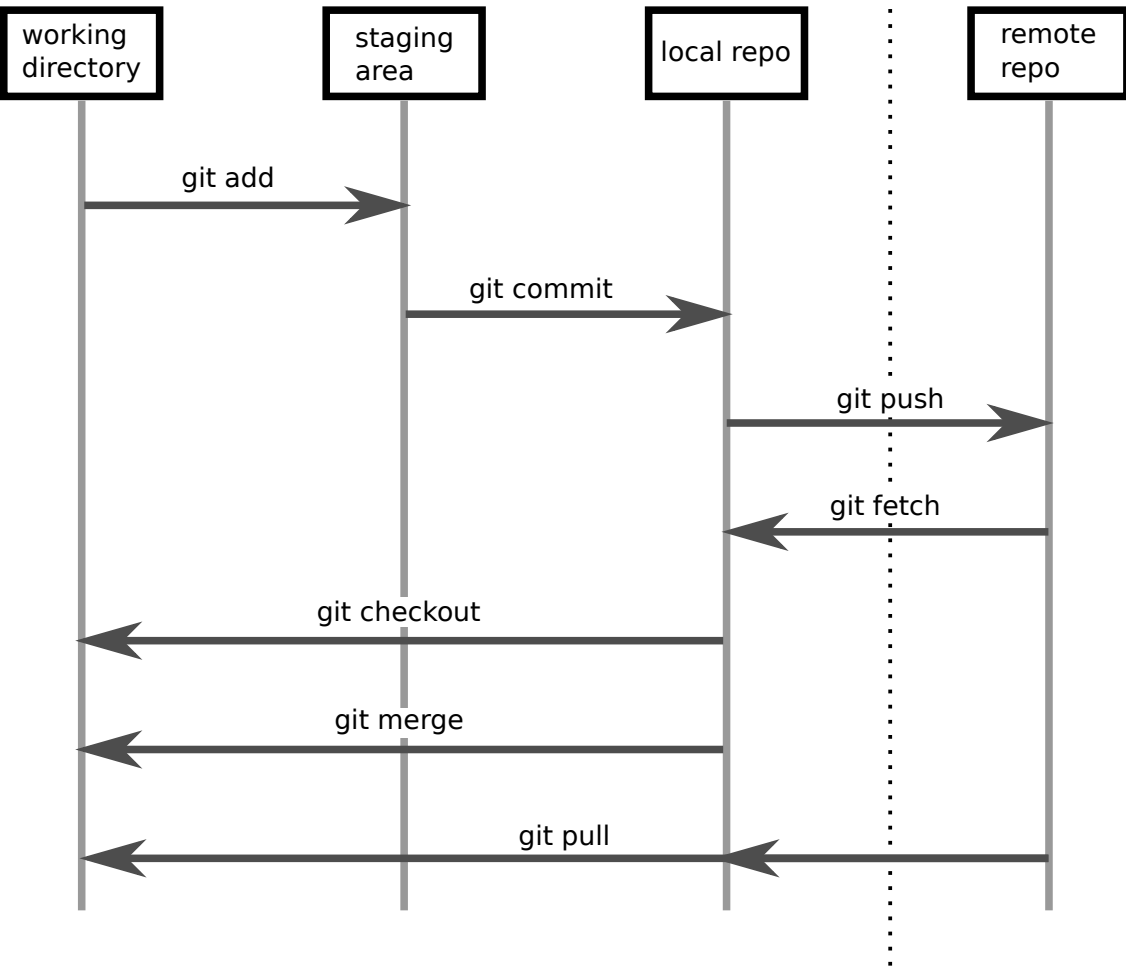 working
directory
staging
area
local repo
remote
repo
git add
git commit
git push
git fetch
git checkout
git merge
git pull